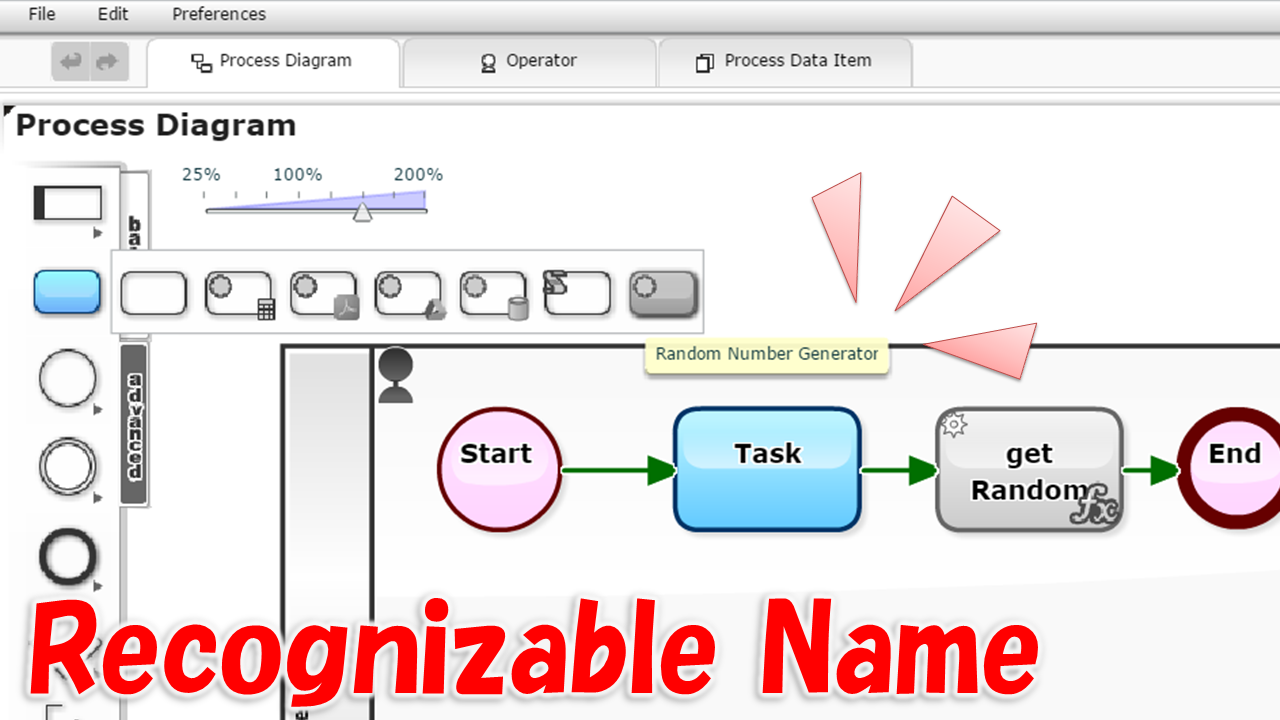 File Edit Preferences
Process Diagram Operator Process Data Item
Process Diagram
25% 100% 200%
advanced
Random Number Generator
Start Task get Random fx End
Recognizable Name